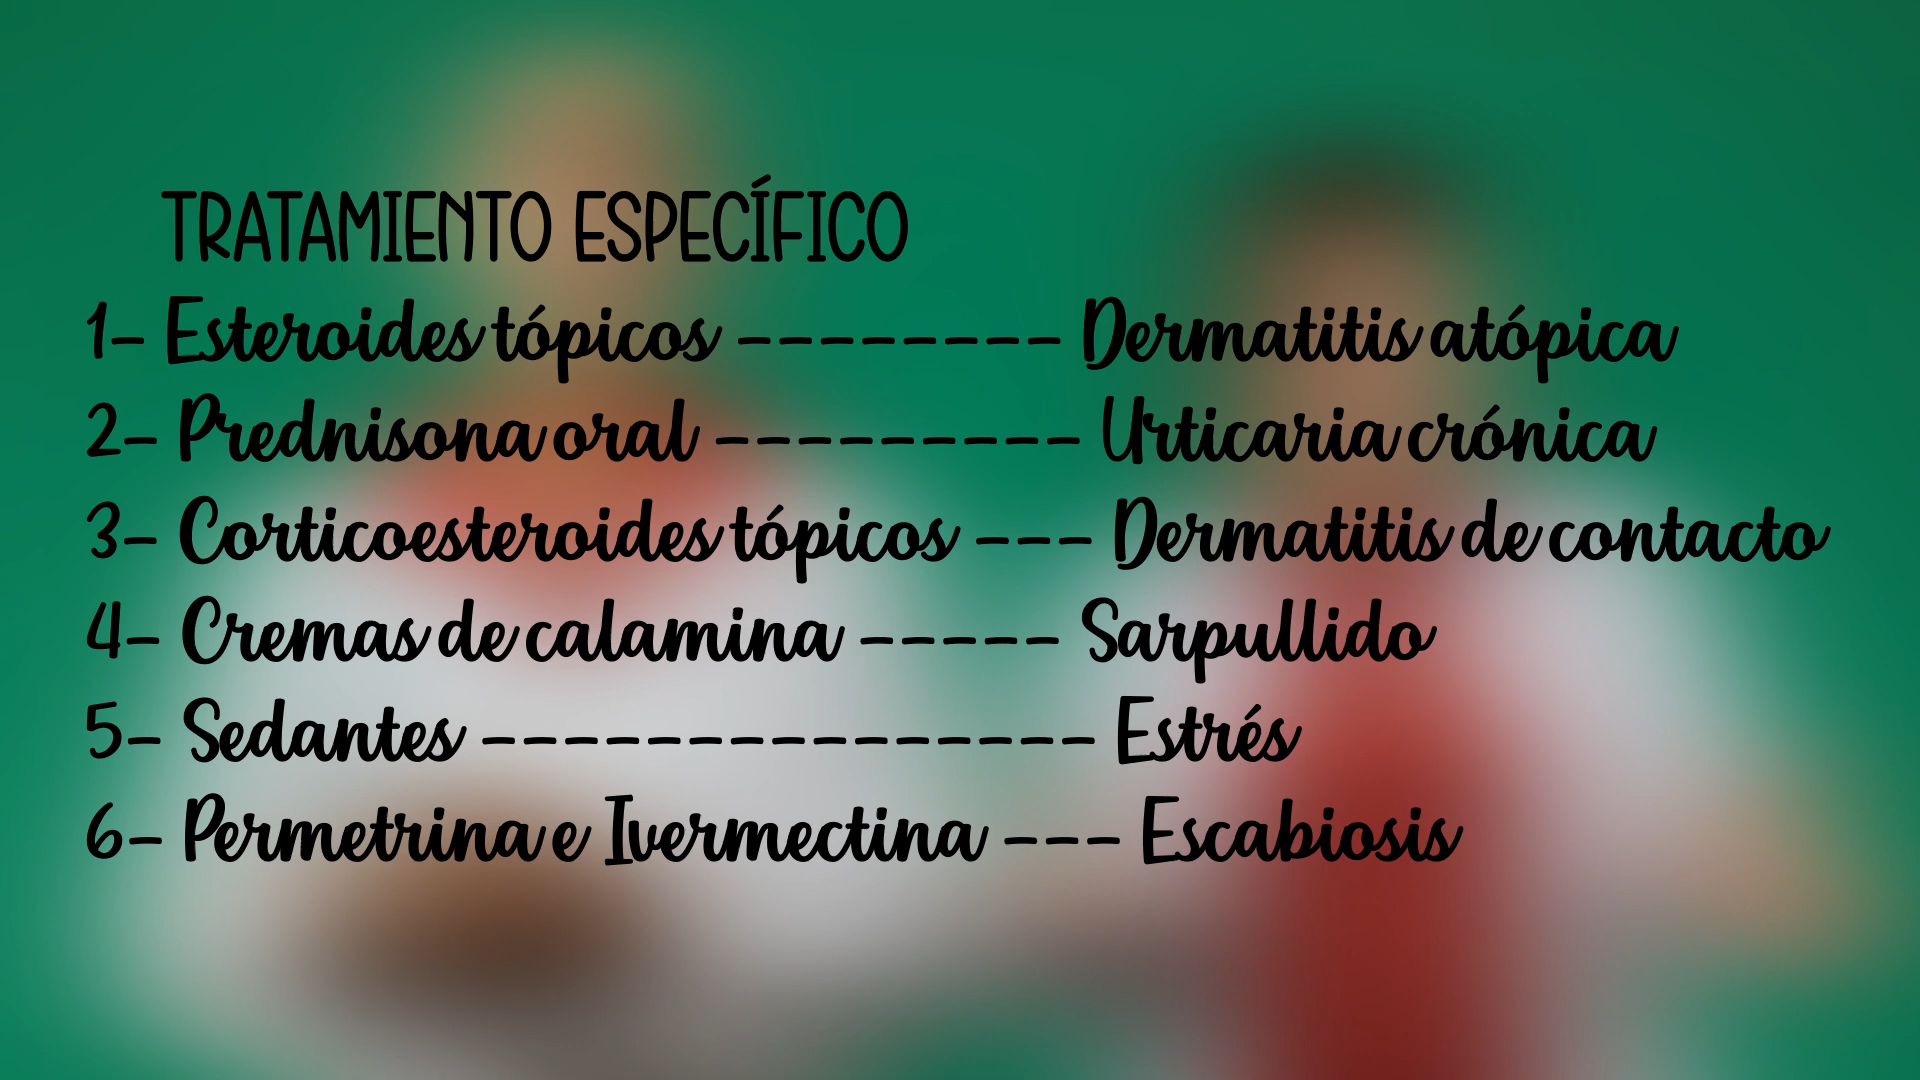 TRATAMIENTO ESPECÍFICO
1- Esteroides tópicos -------- Dermatitis atópica
2- Prednisona oral --------- Urticaria crónica
3- Corticoesteroides tópicos --- Dermatitis de contacto
4- Cremas de calamina ----- Sarpullido
5- Sedantes --------------- Estrés
6- Permetrina e Ivermectina --- Escabiosis